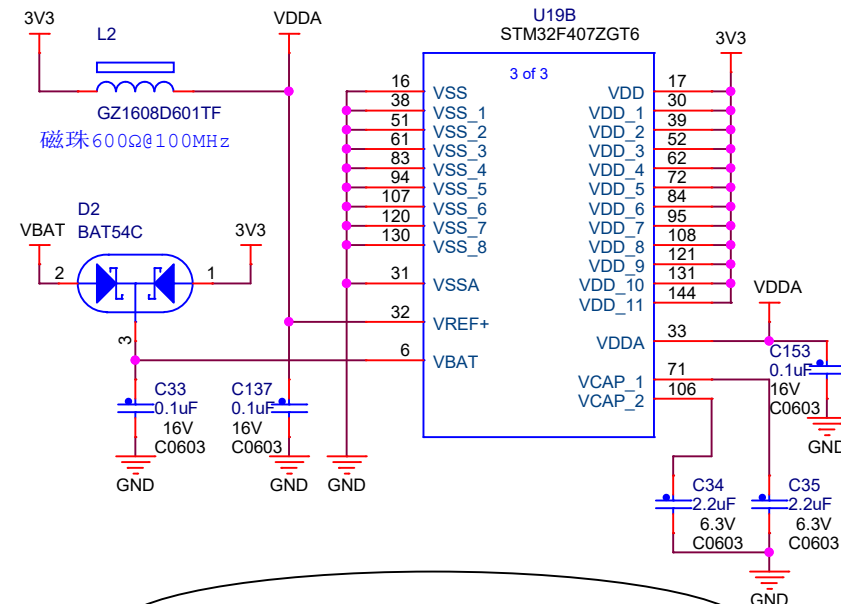 3V3
L2
VDDA
GZ1608D601TF
磁珠600Ω@100MHz
D2
BAT54C
VBAT
3V3
2
1
3
C33
0.1uF
16V
C0603
GND
C137
0.1uF
16V
C0603
GND
GND
U19B
STM32F407ZGT6
3 of 3
3V3
16 VSS
38 VSS_1
51 VSS_2
61 VSS_3
83 VSS_4
94 VSS_5
107 VSS_6
120 VSS_7
130 VSS_8
31 VSSA
32 VREF+
6 VBAT
VDD 17
VDD_1 30
VDD_2 39
VDD_3 52
VDD_4 62
VDD_5 72
VDD_6 84
VDD_7 95
VDD_8 108
VDD_9 121
VDD_10 131
VDD_11 144
VDDA 33
VCAP_1 71
VCAP_2 106
VDDA
C153
0.1uF
16V
C0603
GND
C34
2.2uF
6.3V
C0603
C35
2.2uF
6.3V
C0603
GND